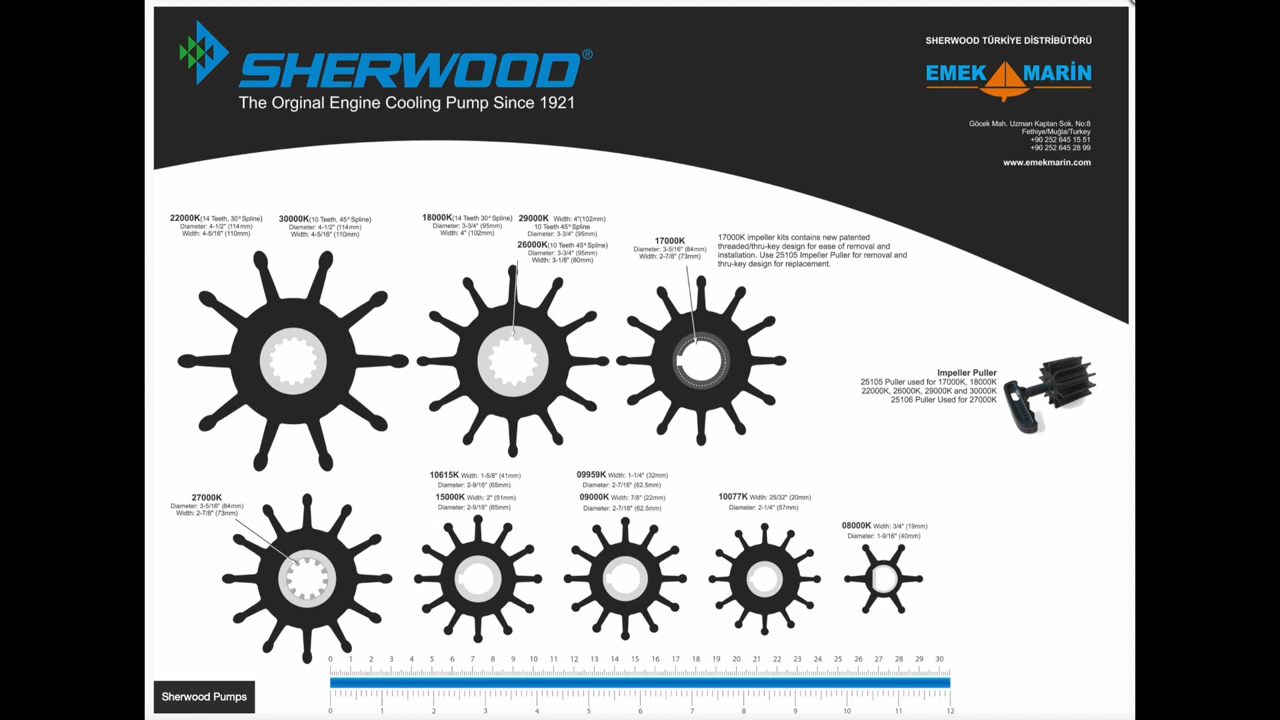 SHERWOOD®
The Orginal Engine Cooling Pump Since 1921
SHERWOOD TÜRKİYE DİSTRİBÜTÖRÜ
EMEK MARİN
Göcek Mah. Uzman Kaptan Sok. No:8
Fethiye/Muğla/Turkey
+90 252 645 15 51
+90 252 645 28 99
www.emekmarin.com
22000K(14 Teeth, 30° Spline)
Diameter: 4-1/2" (114mm)
Width: 4-5/16" (110mm)
30000K(10 Teeth, 45° Spline)
Diameter: 4-1/2" (114mm)
Width: 4-5/16" (110mm)
18000K(14 Teeth 30° Spline)
Diameter: 3-3/4" (95mm)
Width: 4" (102mm)
29000K Width: 4"(102mm)
10 Teeth 45° Spline
Diameter: 3-3/4" (95mm)
26000K(10 Teeth 45° Spline)
Diameter: 3-3/4" (95mm)
Width: 3-1/8" (80mm)
17000K
Diameter: 3-5/16" (84mm)
Width: 2-7/8" (73mm)
17000K impeller kits contains new patented
threaded/thru-key design for ease of removal and
installation. Use 25105 Impeller Puller for removal and
thru-key design for replacement.
Impeller Puller
25105 Puller used for 17000K, 18000K
22000K, 26000K, 29000K and 30000K
25106 Puller Used for 27000K
27000K
Diameter: 3-5/16" (84mm)
Width: 2-7/8" (73mm)
10615K Width: 1-5/8" (41mm)
Diameter: 2-9/16" (65mm)
15000K Width: 2" (51mm)
Diameter: 2-9/16" (65mm)
09959K Width: 1-1/4" (32mm)
Diameter: 2-7/16" (62.5mm)
09000K Width: 7/8" (22mm)
Diameter: 2-7/16" (62.5mm)
10077K Width: 25/32" (20mm)
Diameter: 2-1/4" (57mm)
08000K Width: 3/4" (19mm)
Diameter: 1-9/16" (40mm)
0 1 2 3 4 5 6 7 8 9 10 11 12 13 14 15 16 17 18 19 20 21 22 23 24 25 26 27 28 29 30
0 1 2 3 4 5 6 7 8 9 10 11 12
Sherwood Pumps